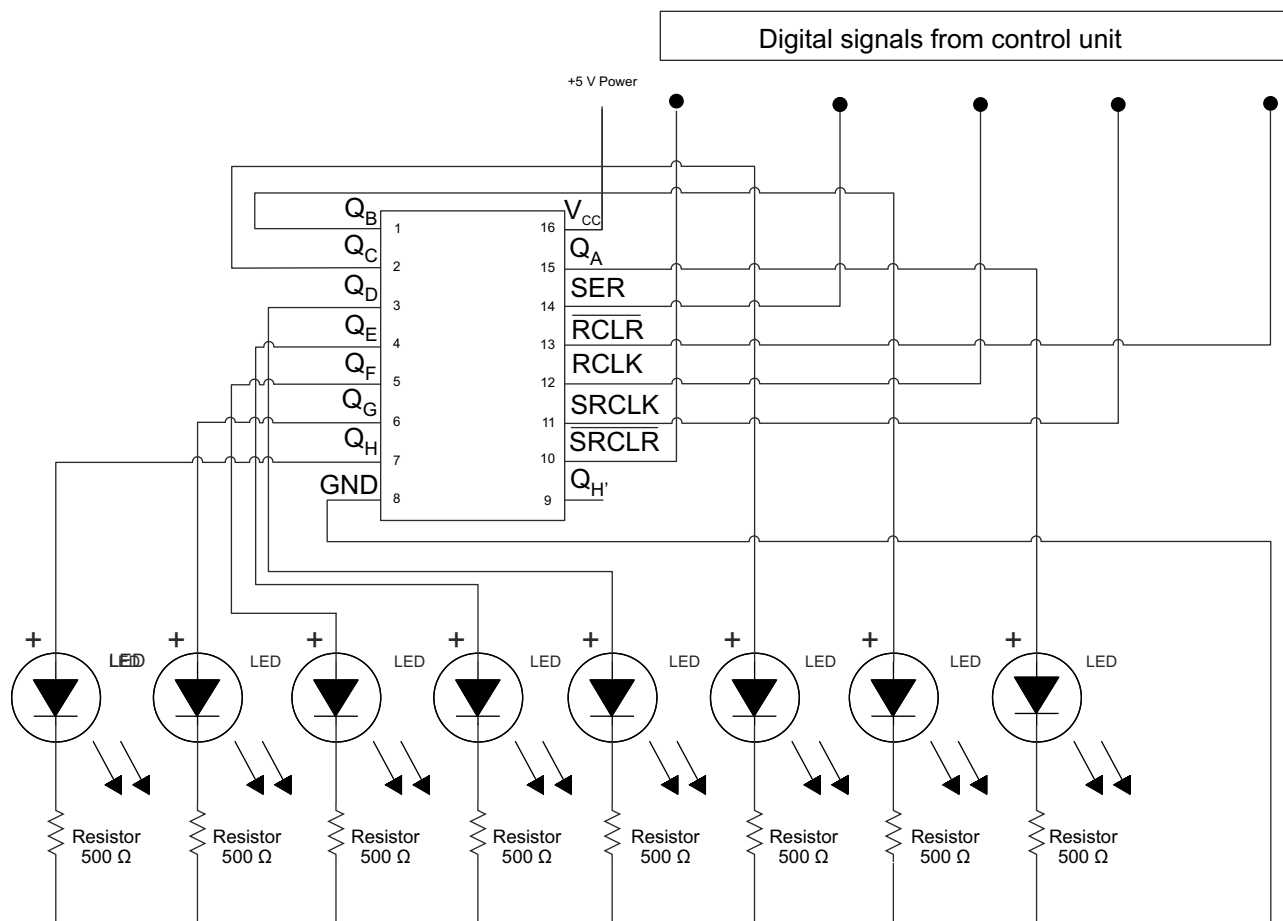 Digital signals from control unit
+5 V Power
QB
1
16
VCC
QC
2
15
QA
QD
3
14
SER
QE
4
13
RCLR
QF
5
12
RCLK
QG
6
11
SRCLK
QH
7
10
SRCLR
GND
8
9
QH'
+ LED
+ LED
+ LED
+ LED
+ LED
+ LED
+ LED
+ LED
Resistor
500 Ω
Resistor
500 Ω
Resistor
500 Ω
Resistor
500 Ω
Resistor
500 Ω
Resistor
500 Ω
Resistor
500 Ω
Resistor
500 Ω